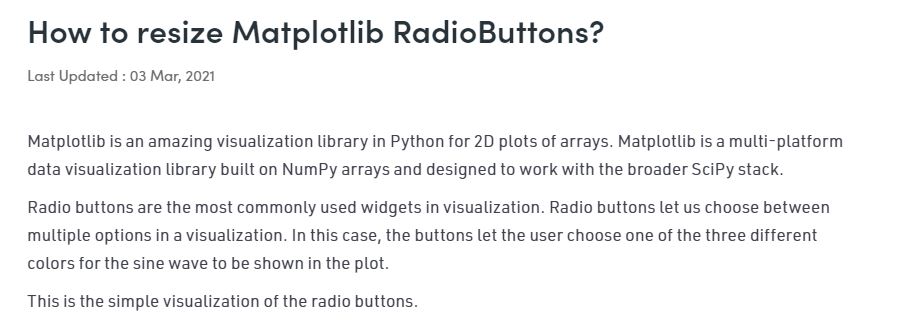 How to resize Matplotlib RadioButtons?
Last Updated : 03 Mar, 2021
Matplotlib is an amazing visualization library in Python for 2D plots of arrays. Matplotlib is a multi-platform
data visualization library built on NumPy arrays and designed to work with the broader SciPy stack.
Radio buttons are the most commonly used widgets in visualization. Radio buttons let us choose between
multiple options in a visualization. In this case, the buttons let the user choose one of the three different
colors for the sine wave to be shown in the plot.
This is the simple visualization of the radio buttons.